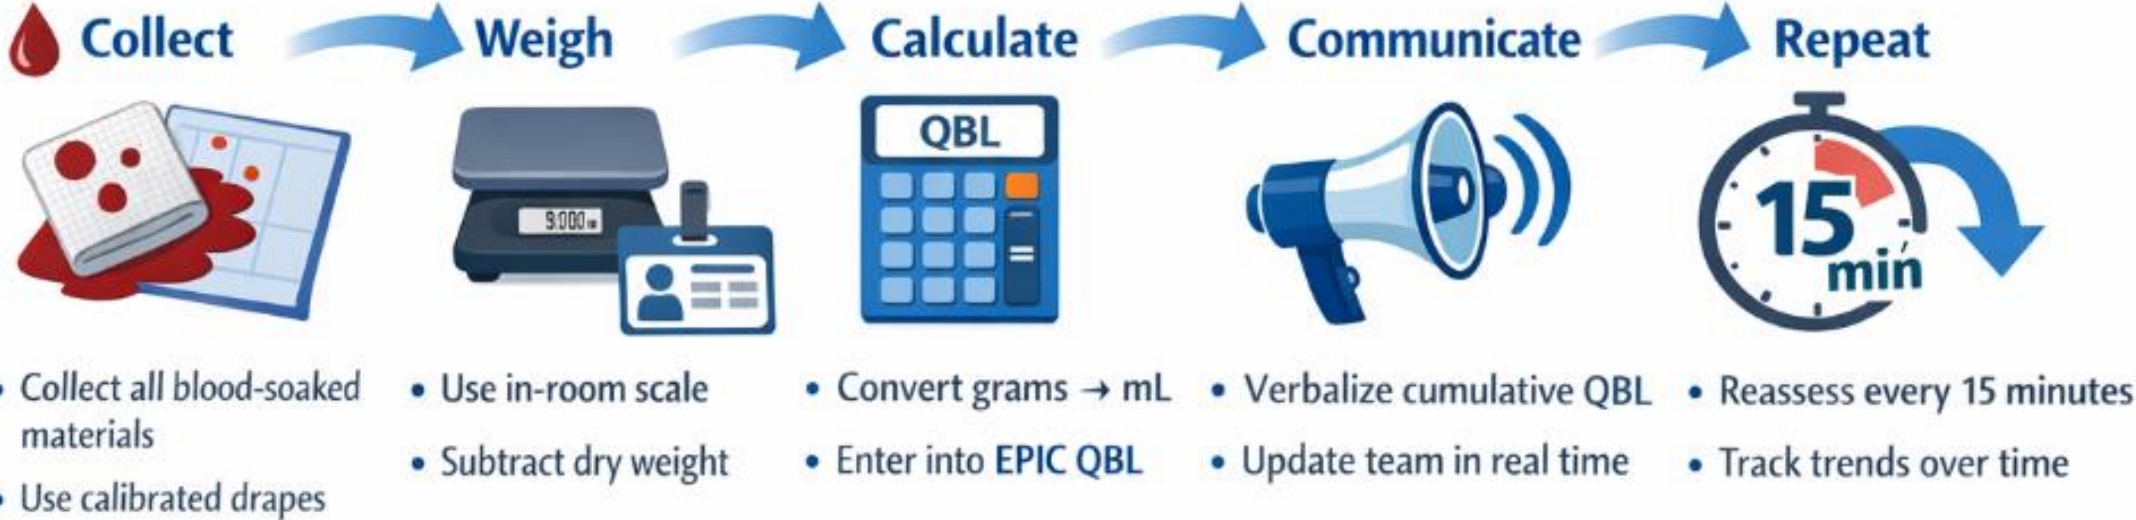 Collect
Weigh
Calculate
Communicate
Repeat
9.000
QBL
15
min
• Collect all blood-soaked
materials
• Use calibrated drapes
• Use in-room scale
• Subtract dry weight
• Convert grams → mL
• Enter into EPIC QBL
• Verbalize cumulative QBL
• Update team in real time
• Reassess every 15 minutes
• Track trends over time